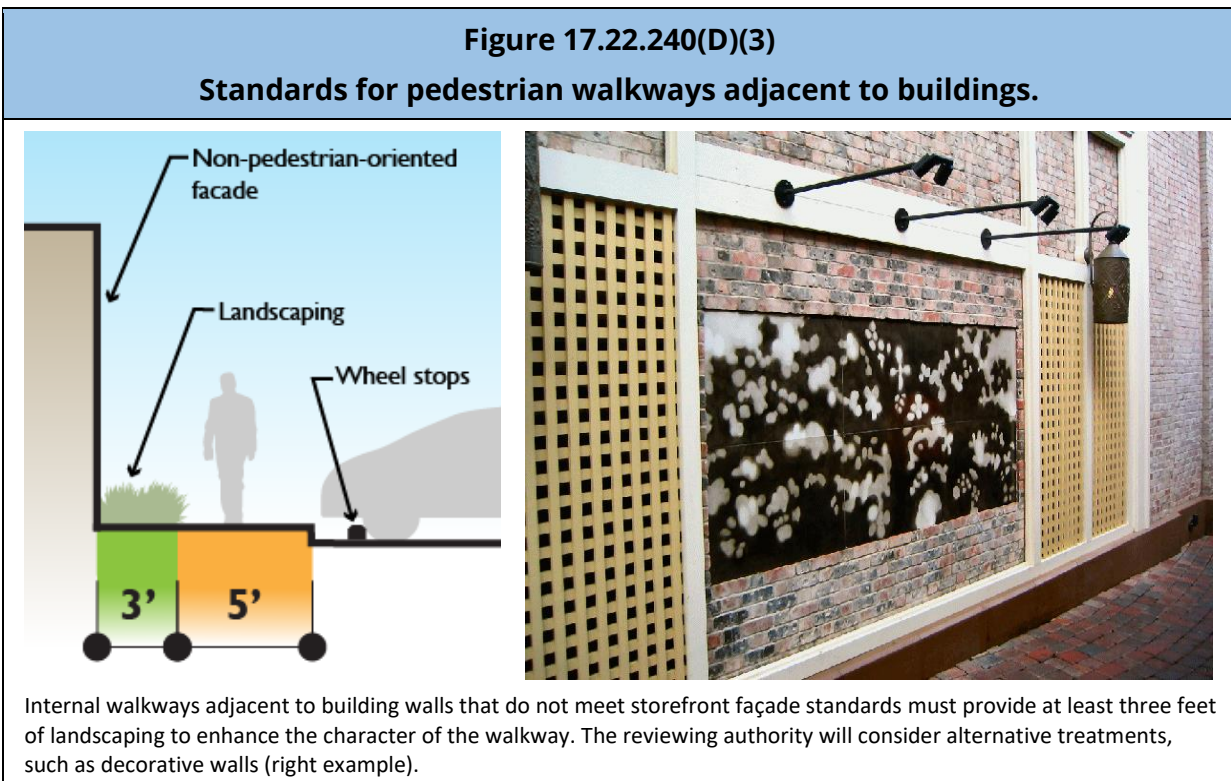 Figure 17.22.240(D)(3)
Standards for pedestrian walkways adjacent to buildings.
Non-pedestrian-oriented
facade
Landscaping
Wheel stops
3’
5’
Internal walkways adjacent to building walls that do not meet storefront façade standards must provide at least three feet
of landscaping to enhance the character of the walkway. The reviewing authority will consider alternative treatments,
such as decorative walls (right example).